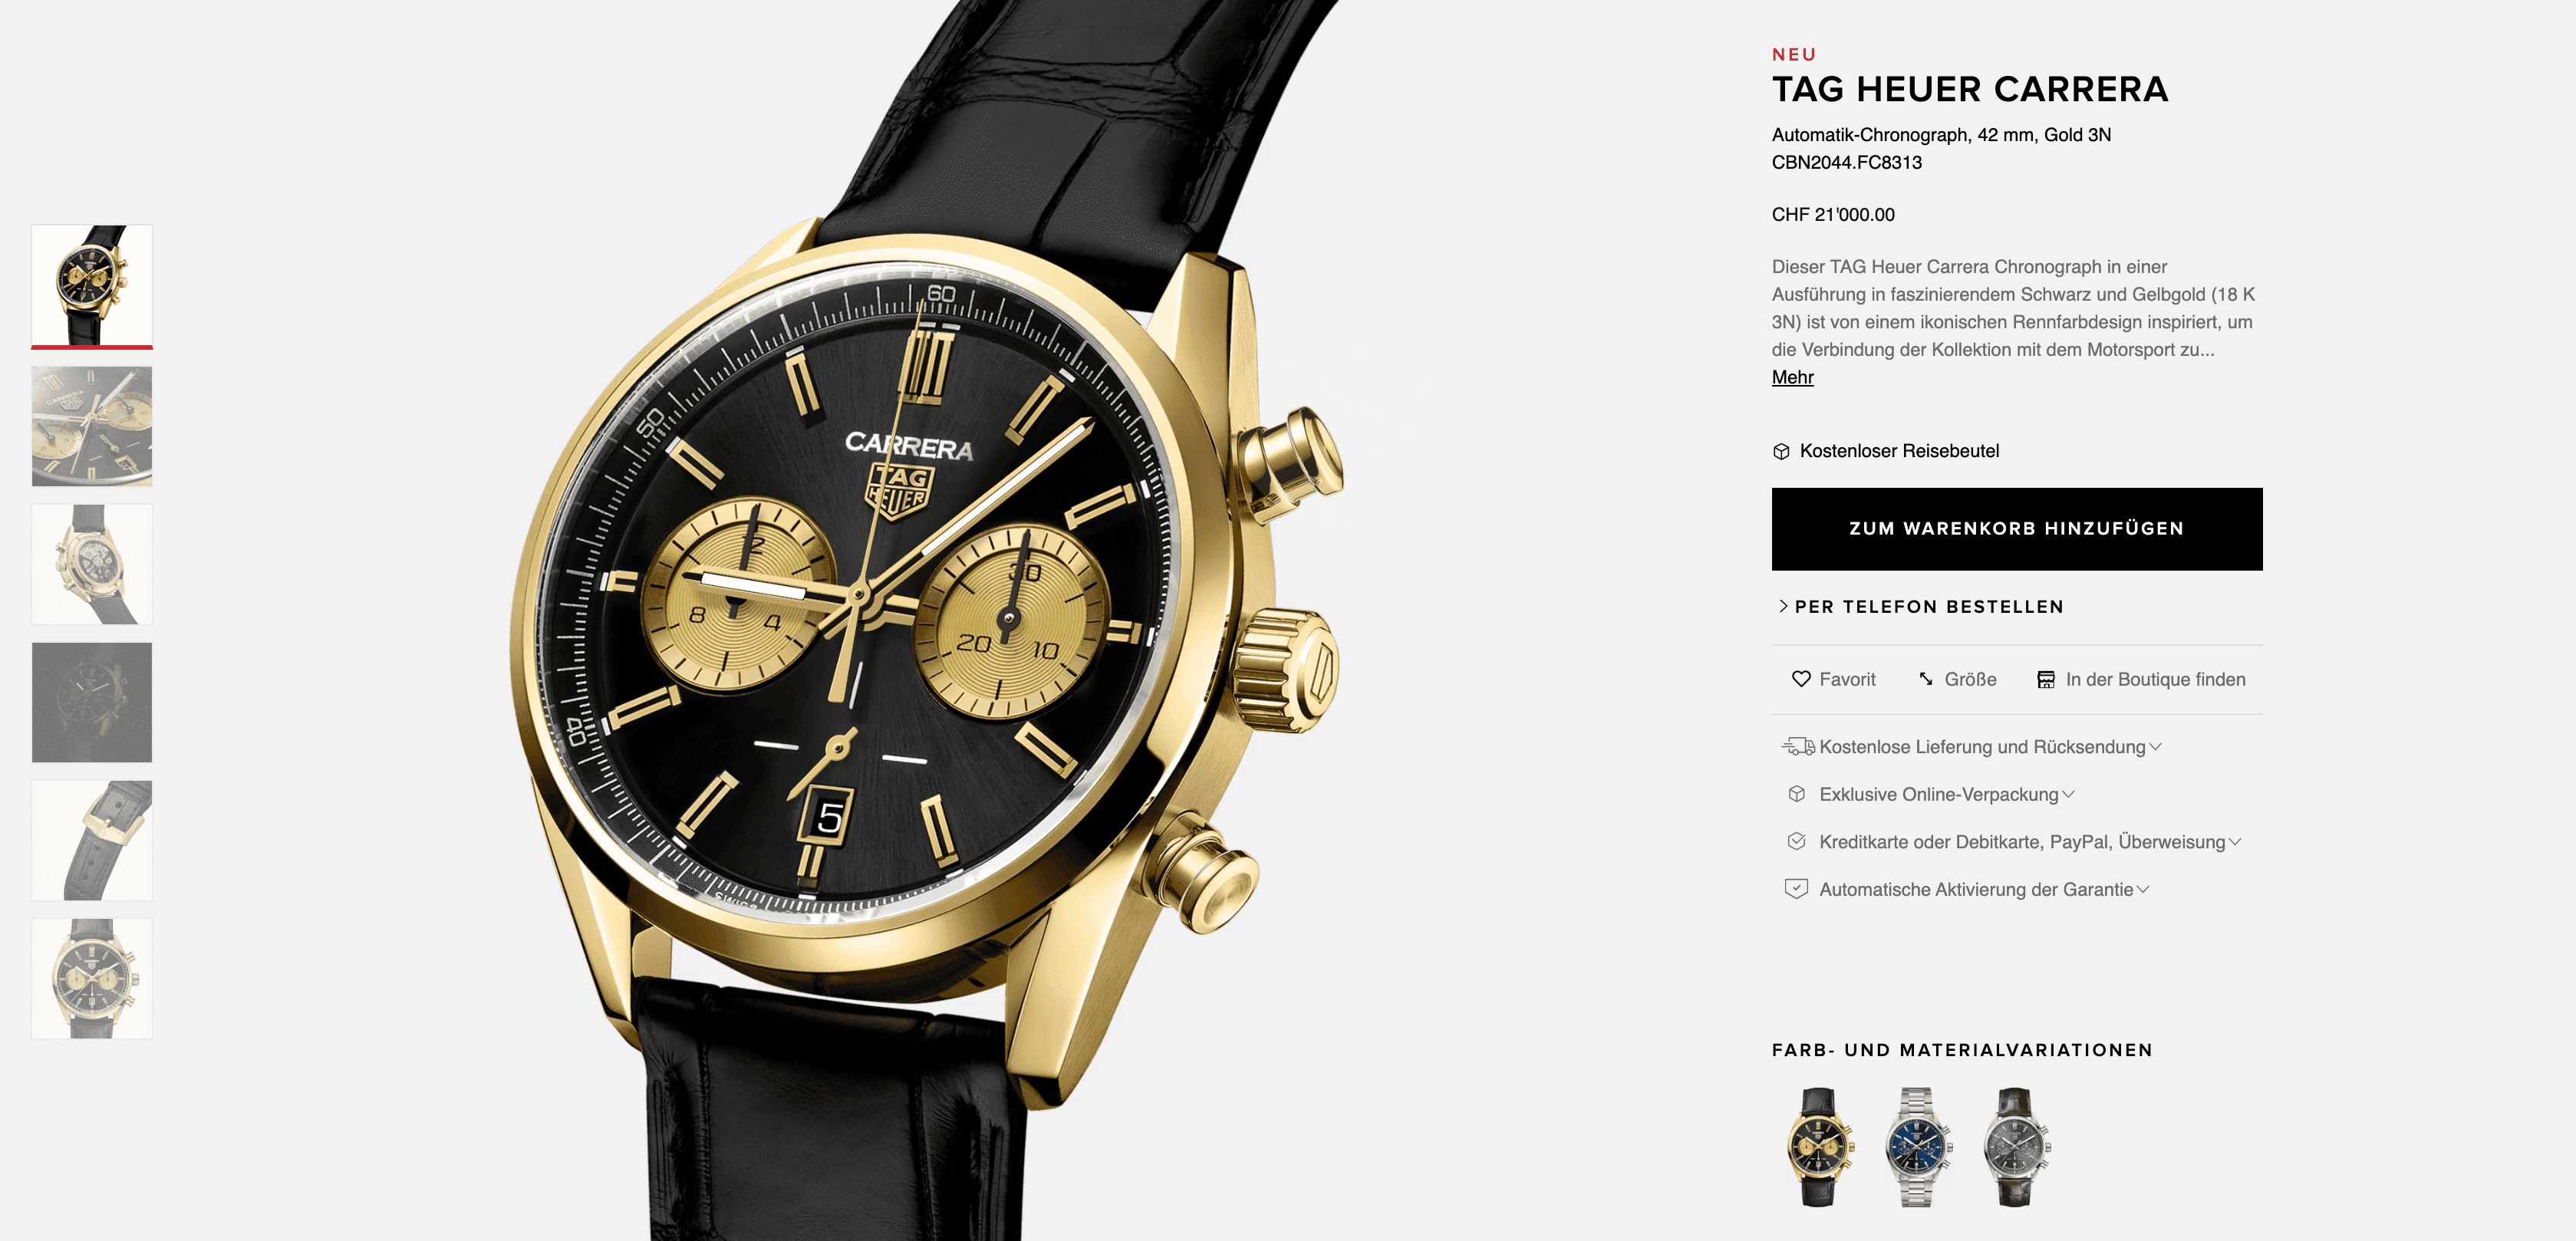 60
50
CARRERA
TAG
HEUER
12
8
4
30
20
10
40
5
SWISS
NEU
TAG HEUER CARRERA
Automatik-Chronograph, 42 mm, Gold 3N
CBN2044.FC8313
CHF 21'000.00
Dieser TAG Heuer Carrera Chronograph in einer
Ausführung in faszinierendem Schwarz und Gelbgold (18 K
3N) ist von einem ikonischen Rennfarbdesign inspiriert, um
die Verbindung der Kollektion mit dem Motorsport zu...
Mehr
Kostenloser Reisebeutel
ZUM WARENKORB HINZUFÜGEN
PER TELEFON BESTELLEN
Favorit Größe In der Boutique finden
Kostenlose Lieferung und Rücksendung
Exklusive Online-Verpackung
Kreditkarte oder Debitkarte, PayPal, Überweisung
Automatische Aktivierung der Garantie
FARB- UND MATERIALVARIATIONEN